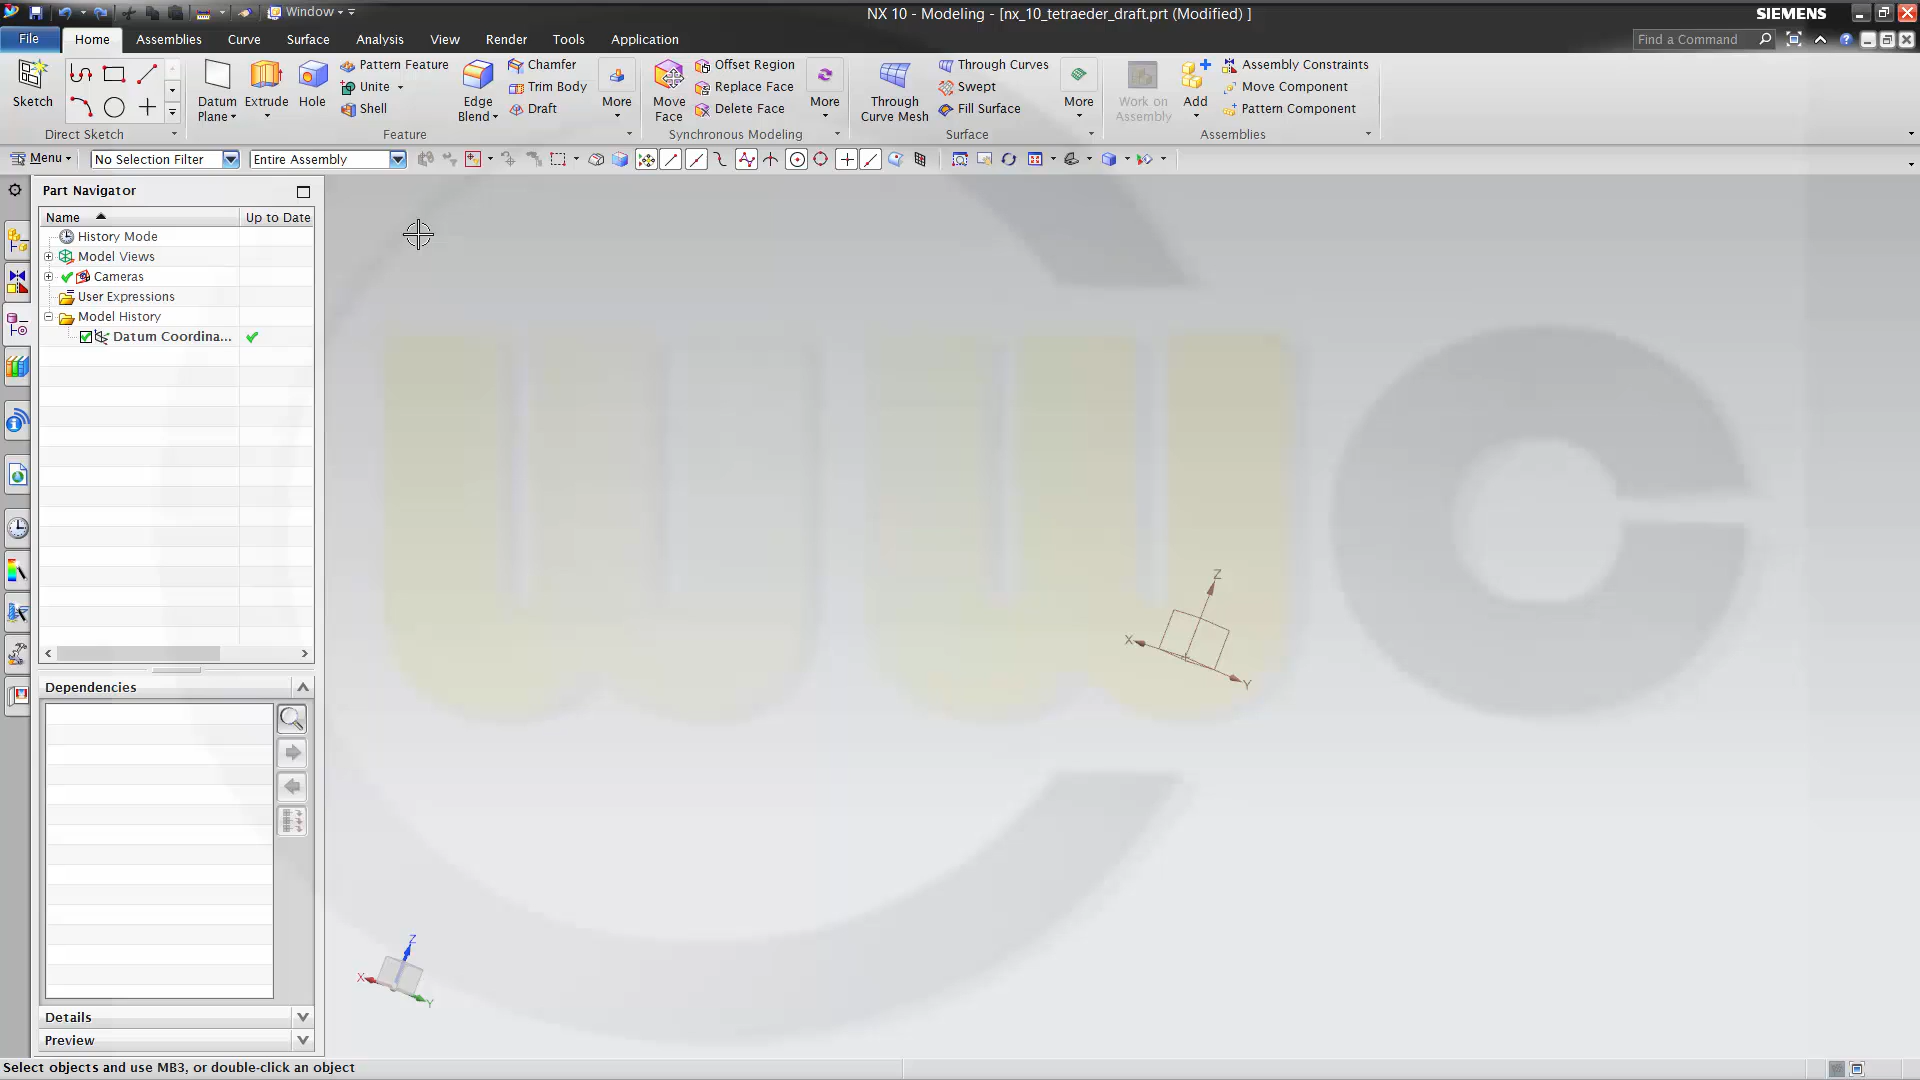 Window
NX 10 - Modeling - [nx_10_tetraeder_draft.prt (Modified) ]
SIEMENS
File
Home
Assemblies
Curve
Surface
Analysis
View
Render
Tools
Application
Find a Command
Sketch
Direct Sketch
Datum
Plane
Extrude
Hole
Pattern Feature
Unite
Shell
Edge
Blend
Chamfer
Trim Body
Draft
More
Feature
Move
Face
Offset Region
Replace Face
Delete Face
More
Synchronous Modeling
Through
Curve Mesh
Through Curves
Swept
Fill Surface
More
Surface
Work on
Assembly
Add
Assembly Constraints
Move Component
Pattern Component
Assemblies
Menu
No Selection Filter
Entire Assembly
Part Navigator
Name
Up to Date
History Mode
Model Views
Cameras
User Expressions
Model History
Datum Coordina...
Dependencies
Details
Preview
Z
X
Y
Z
X
Y
wwc
Select objects and use MB3, or double-click an object